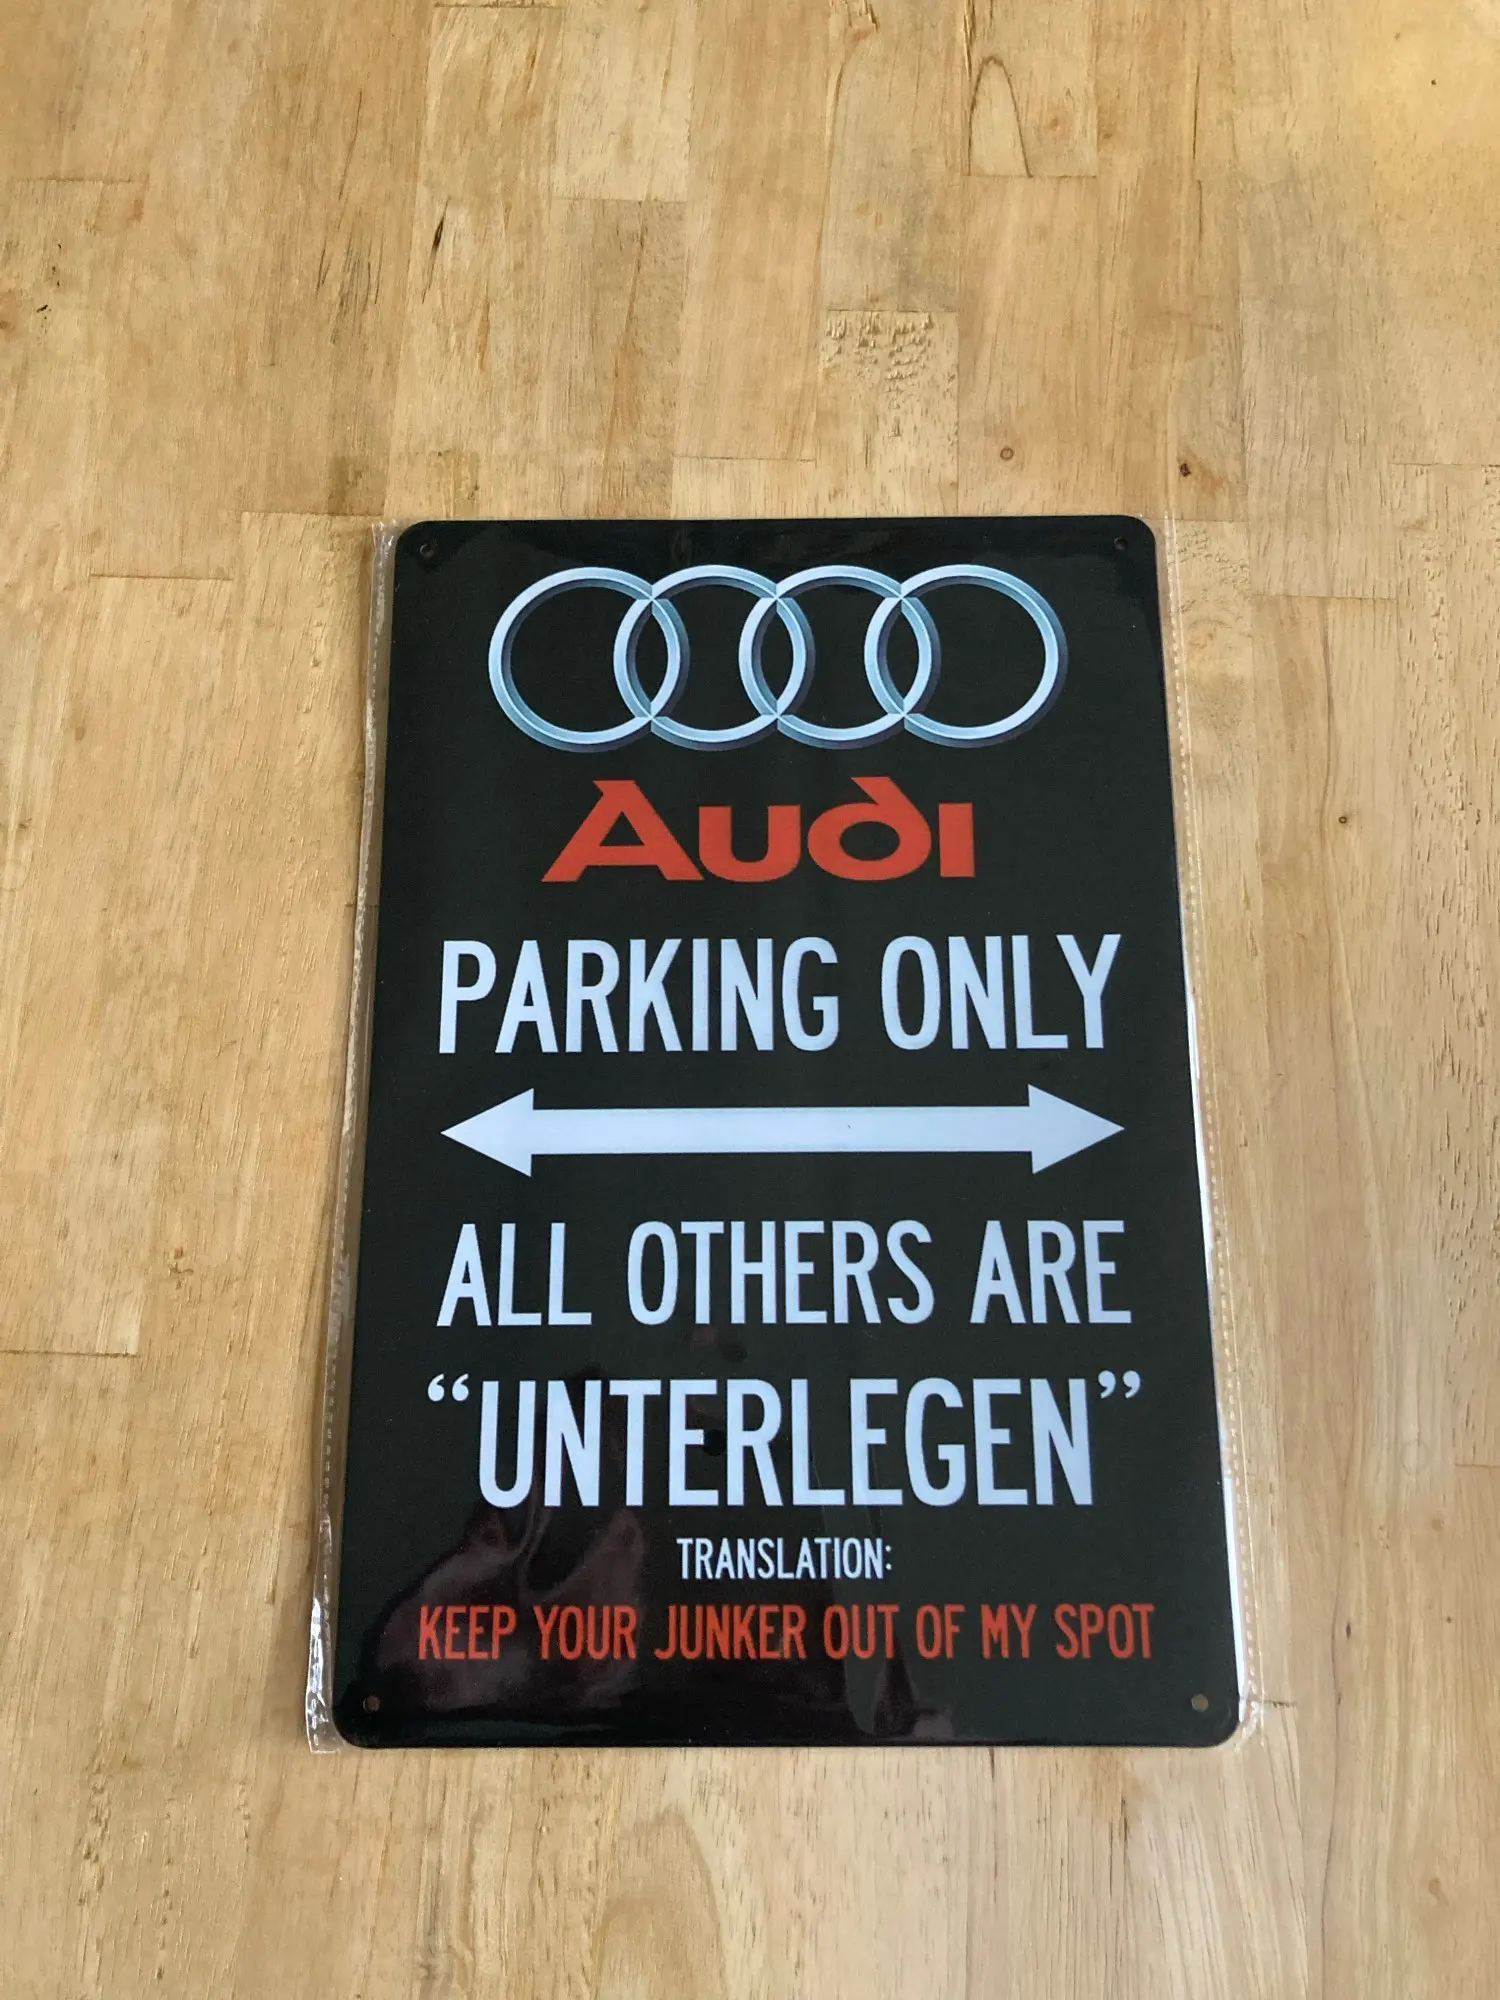 Audi
PARKING ONLY
ALL OTHERS ARE
“UNTERLEGEN”
TRANSLATION:
KEEP YOUR JUNKER OUT OF MY SPOT